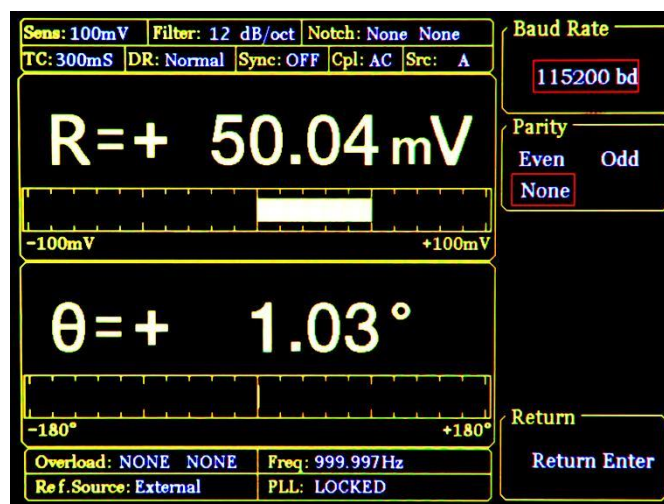 Sens: 100mV Filter: 12 dB/oct Notch: None None
TC: 300mS DR: Normal Sync: OFF Cpl: AC Src: A
R=+ 50.04 mV
-100mV +100mV
θ=+ 1.03°
-180° +180°
Overload: NONE NONE Freq: 999.997Hz
Ref.Source: External PLL: LOCKED
Baud Rate
115200 bd
Parity
Even Odd
None
Return
Return Enter